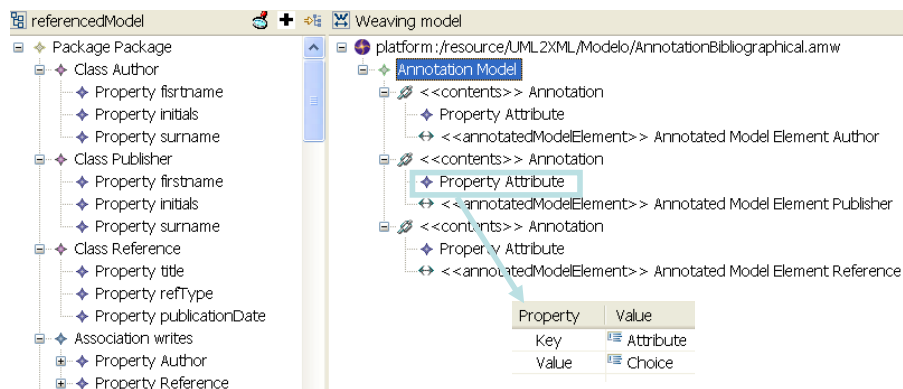 referencedModel
Package Package
Class Author
Property fisrtname
Property initials
Property surname
Class Publisher
Property firstname
Property initials
Property surname
Class Reference
Property title
Property refType
Property publicationDate
Association writes
Property Author
Property Reference
Weaving model
platform:/resource/UML2XML/Modelo/AnnotationBibliographical.amw
Annotation Model
<<contents>> Annotation
Property Attribute
<<annotatedModelElement>> Annotated Model Element Author
<<contents>> Annotation
Property Attribute
<<annotatedModelElement>> Annotated Model Element Publisher
<<contents>> Annotation
Property Attribute
<<annotatedModelElement>> Annotated Model Element Reference
Property Value
Key Attribute
Value Choice